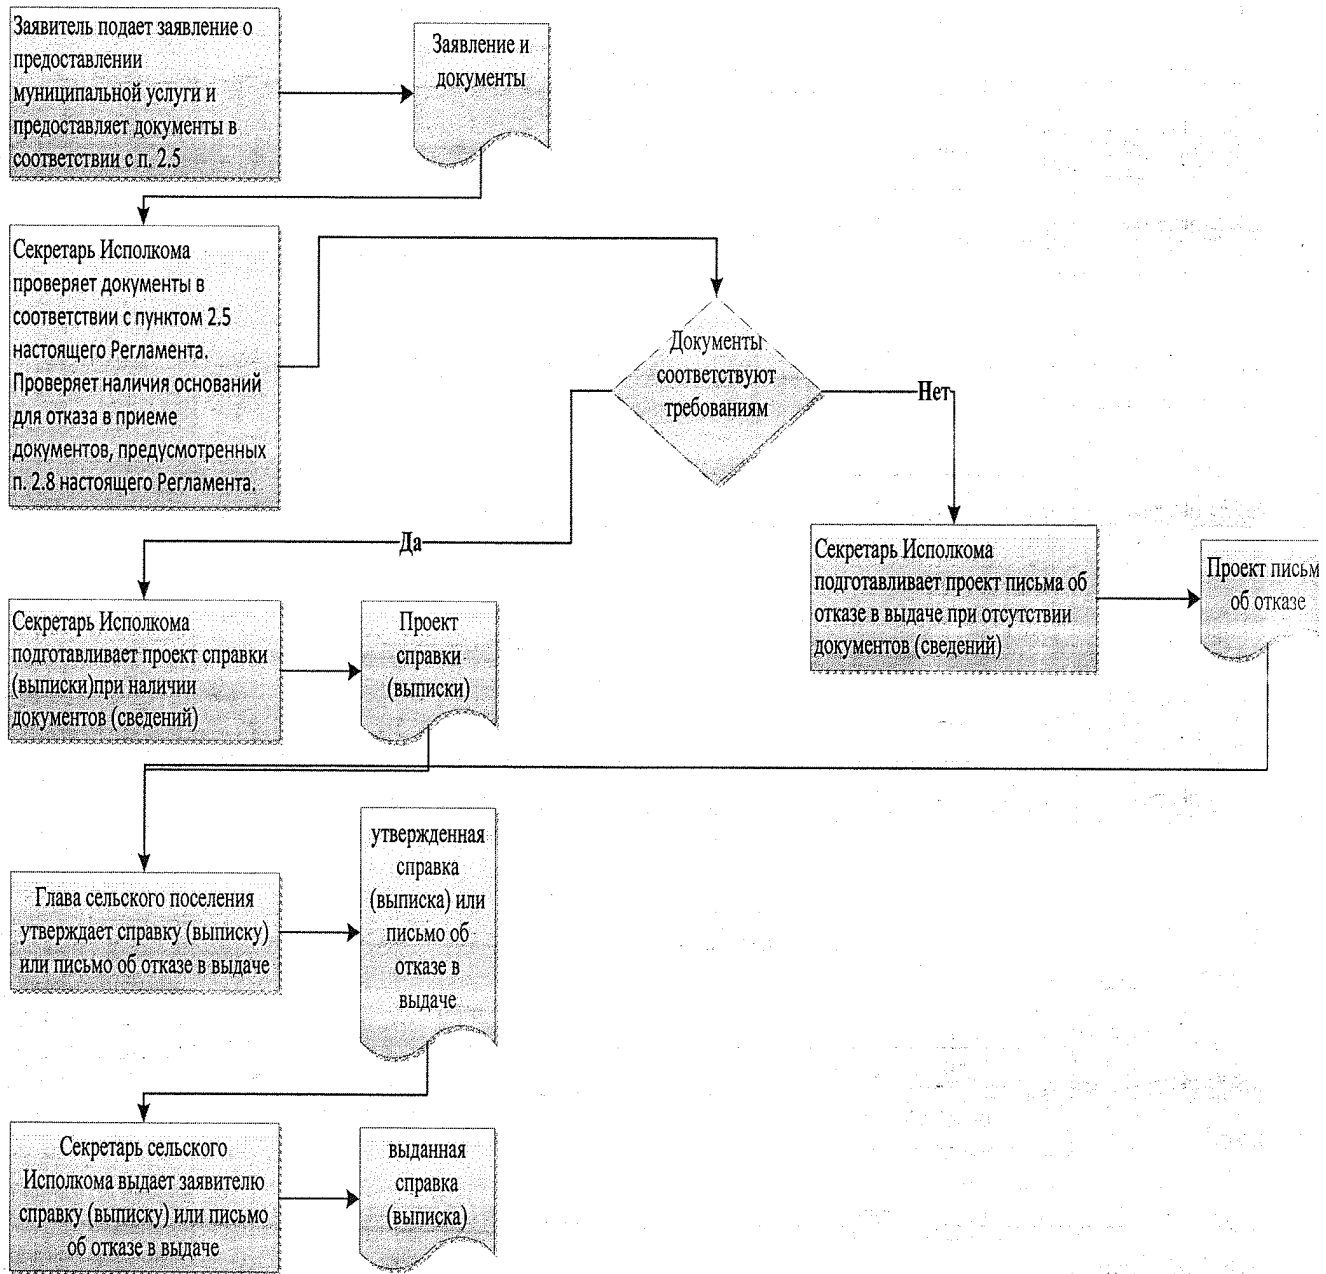 Заявитель подает заявление о
предоставлении
муниципальной услуги и
предоставляет документы в
соответствии с п. 2.5
Заявление и
документы
Секретарь Исполкома
проверяет документы в
соответствии с пунктом 2.5
настоящего Регламента.
Проверяет наличия оснований
для отказа в приеме
документов, предусмотренных
п. 2.8 настоящего Регламента.
Документы
соответствуют
требованиям
Нет
Да
Секретарь Исполкома
подготавливает проект письма об
отказе в выдаче при отсутствии
документов (сведений)
Проект письм
об отказе
Секретарь Исполкома
подготавливает проект справки
(выписки)при наличии
документов (сведений)
Проект
справки
(выписки)
Глава сельского поселения
утверждает справку (выписку)
или письмо об отказе в выдаче
утвержденная
справка
(выписка) или
письмо об
отказе в
выдаче
Секретарь сельского
Исполкома выдает заявителю
справку (выписку) или письмо
об отказе в выдаче
выданная
справка
(выписка)